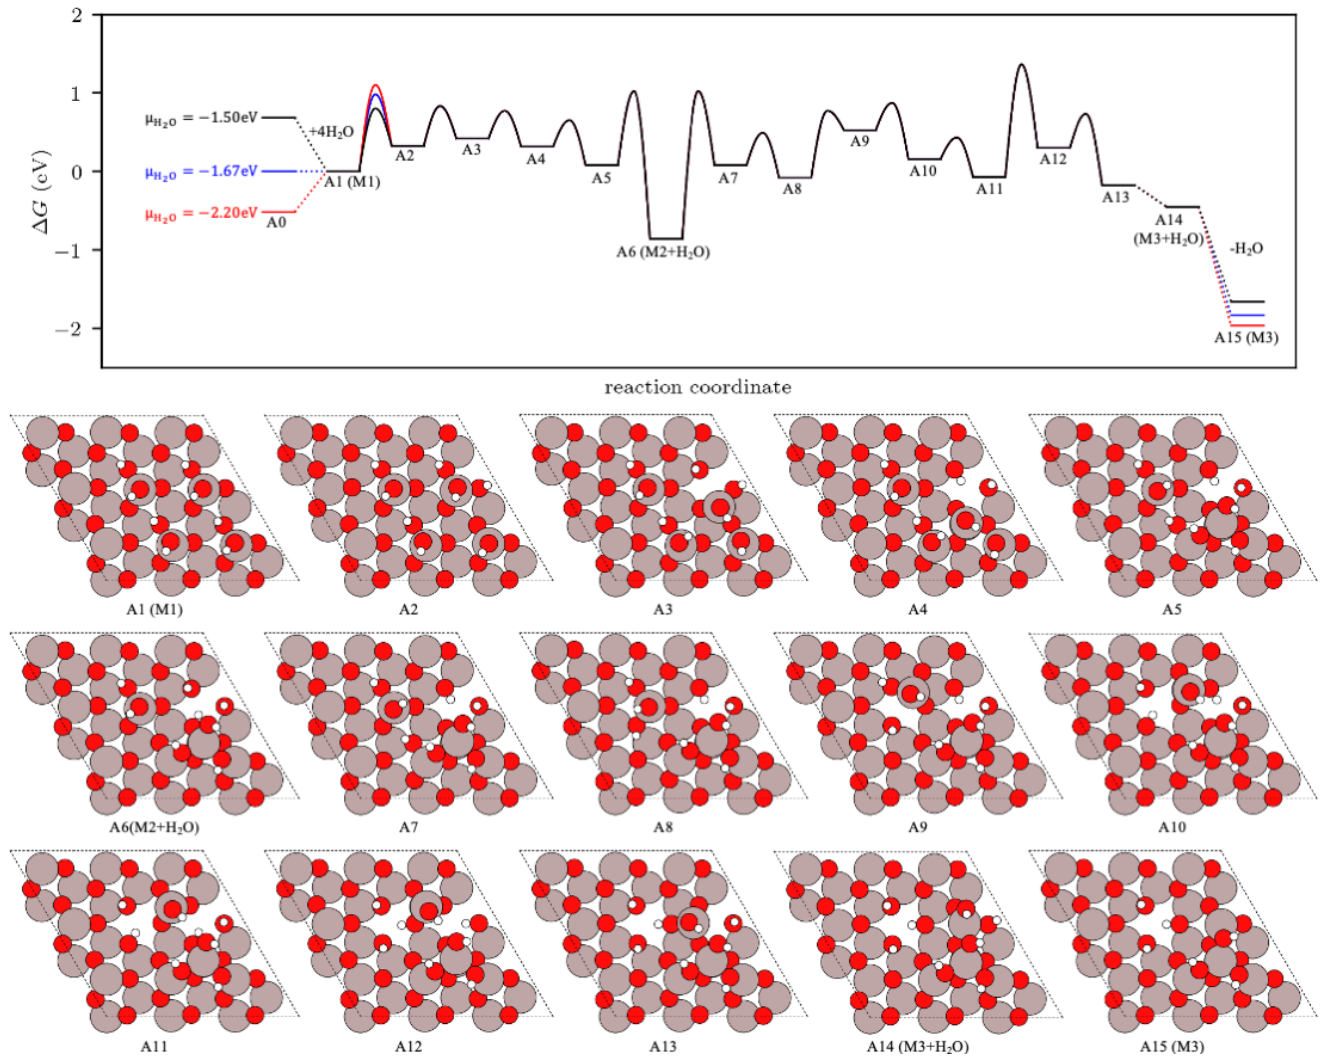 2
1
0
−1
−2
ΔG (eV)
μH₂O = −1.50eV
+4H₂O
μH₂O = −1.67eV
μH₂O = −2.20eV
A0
A1 (M1)
A2
A3
A4
A5
A6 (M2+H₂O)
A7
A8
A9
A10
A11
A12
A13
A14
(M3+H₂O)
-H₂O
A15 (M3)
reaction coordinate
A1 (M1)
A2
A3
A4
A5
A6(M2+H₂O)
A7
A8
A9
A10
A11
A12
A13
A14 (M3+H₂O)
A15 (M3)